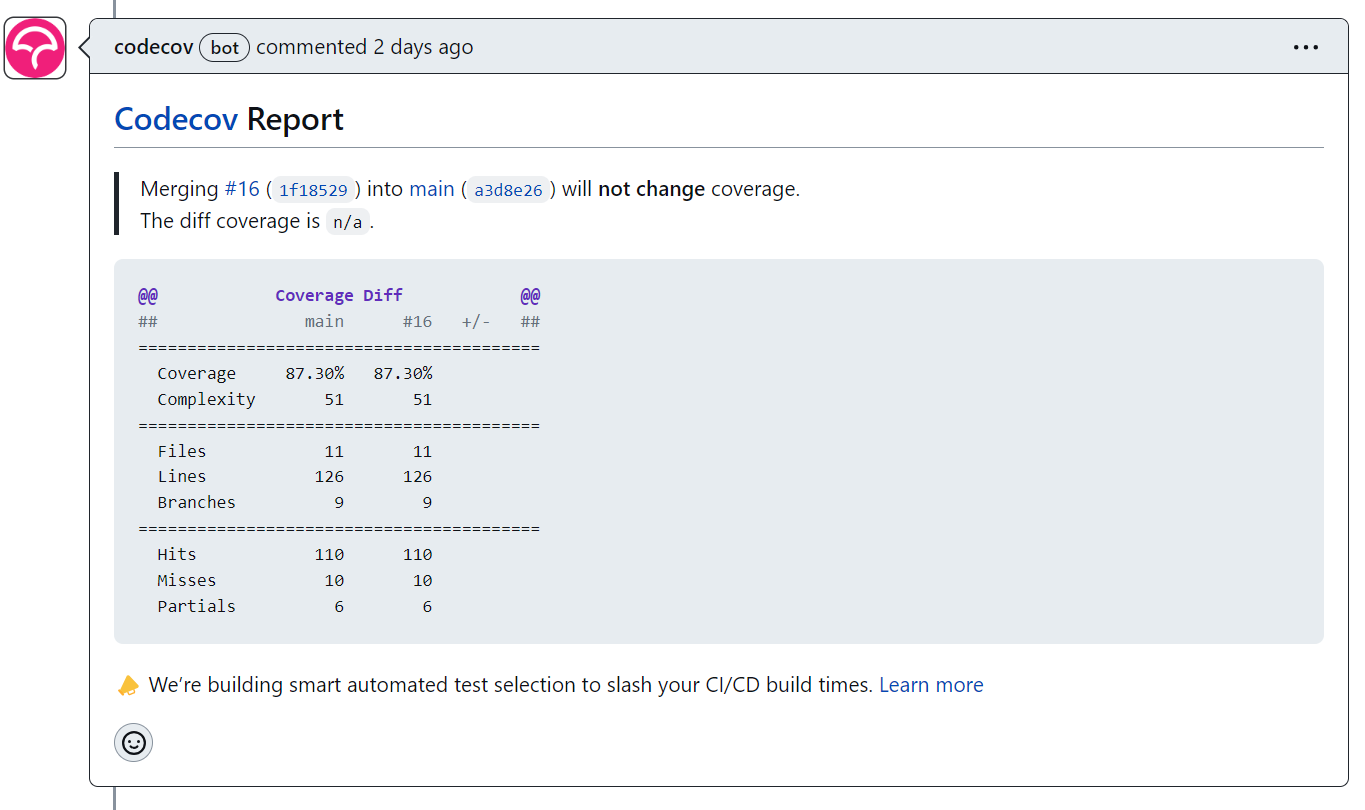 codecov bot commented 2 days ago
Codecov Report
Merging #16 (1f18529) into main (a3d8e26) will not change coverage.
The diff coverage is n/a.
@@            Coverage Diff            @@
##               main      #16   +/-   ##
=========================================
  Coverage     87.30%   87.30%
  Complexity       51       51
=========================================
  Files            11       11
  Lines           126      126
  Branches          9        9
=========================================
  Hits            110      110
  Misses           10       10
  Partials          6        6
We're building smart automated test selection to slash your CI/CD build times. Learn more